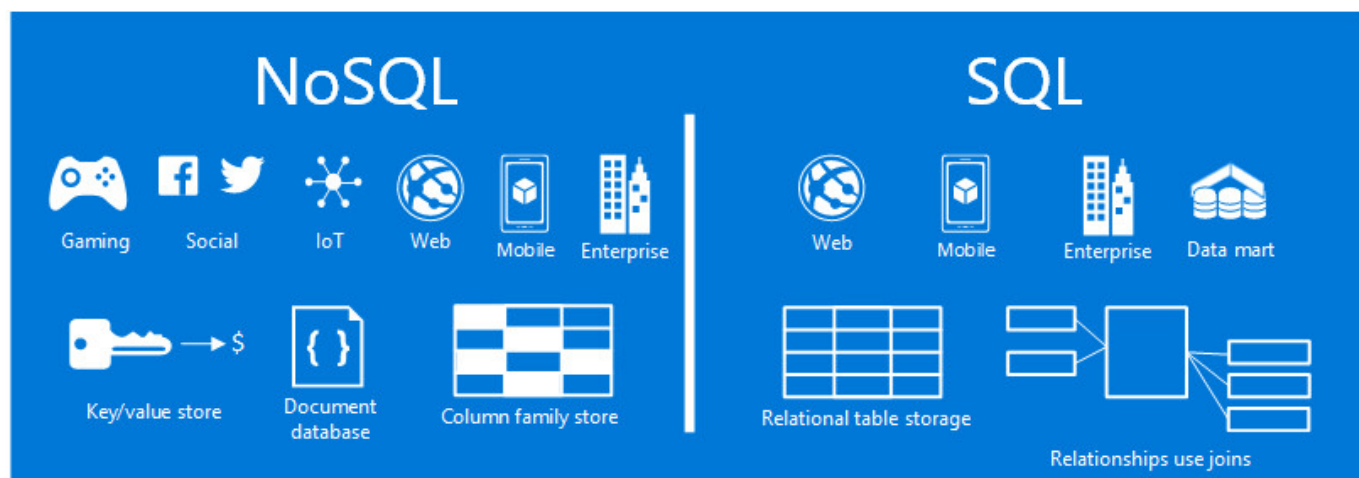 NoSQL
Gaming
Social
IoT
Web
Mobile
Enterprise
$
{ }
Key/value store
Document
database
Column family store
SQL
Web
Mobile
Enterprise
Data mart
Relational table storage
Relationships use joins